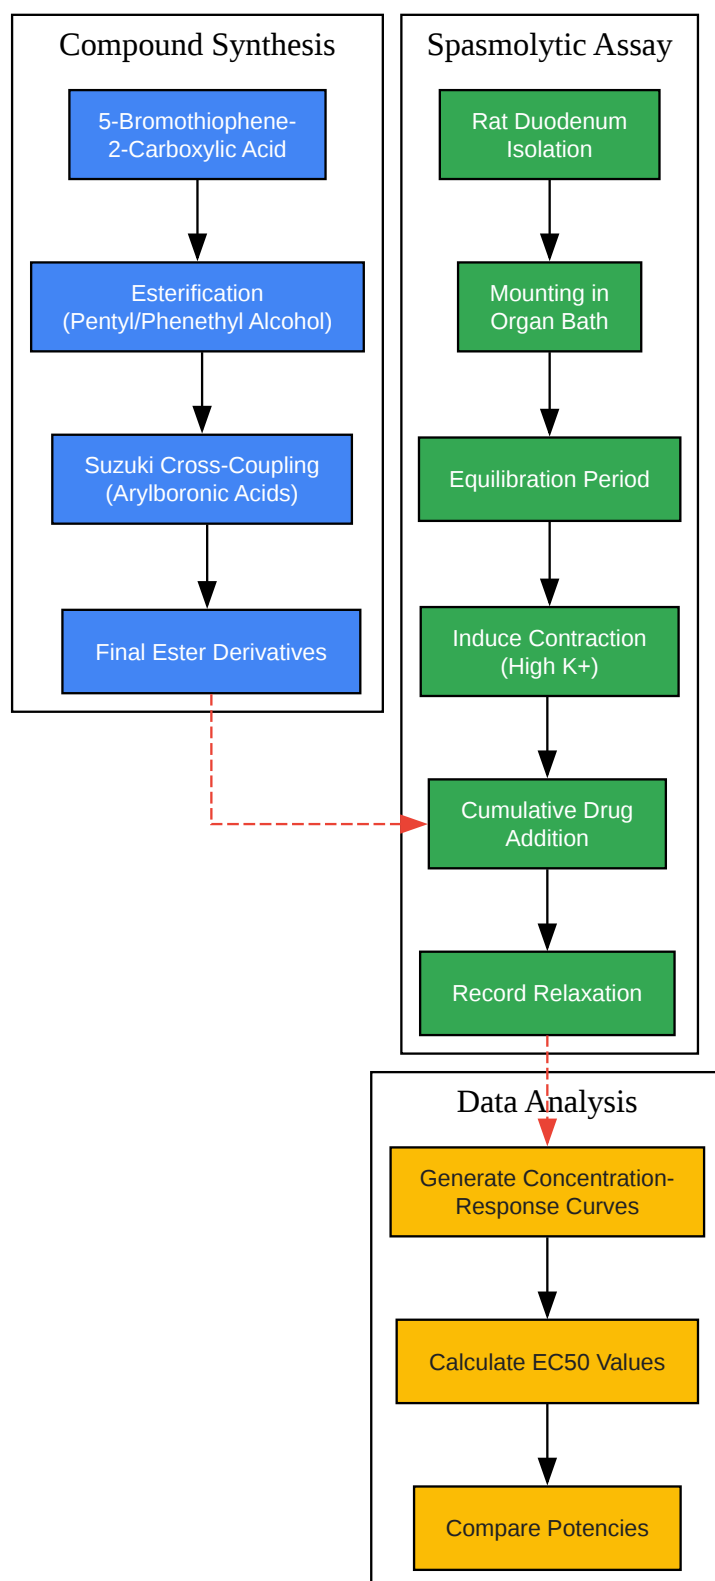 Compound Synthesis
5-Bromothiophene-
2-Carboxylic Acid
Esterification
(Pentyl/Phenethyl Alcohol)
Suzuki Cross-Coupling
(Arylboronic Acids)
Final Ester Derivatives
Spasmolytic Assay
Rat Duodenum
Isolation
Mounting in
Organ Bath
Equilibration Period
Induce Contraction
(High K+)
Cumulative Drug
Addition
Record Relaxation
Data Analysis
Generate Concentration-
Response Curves
Calculate EC50 Values
Compare Potencies